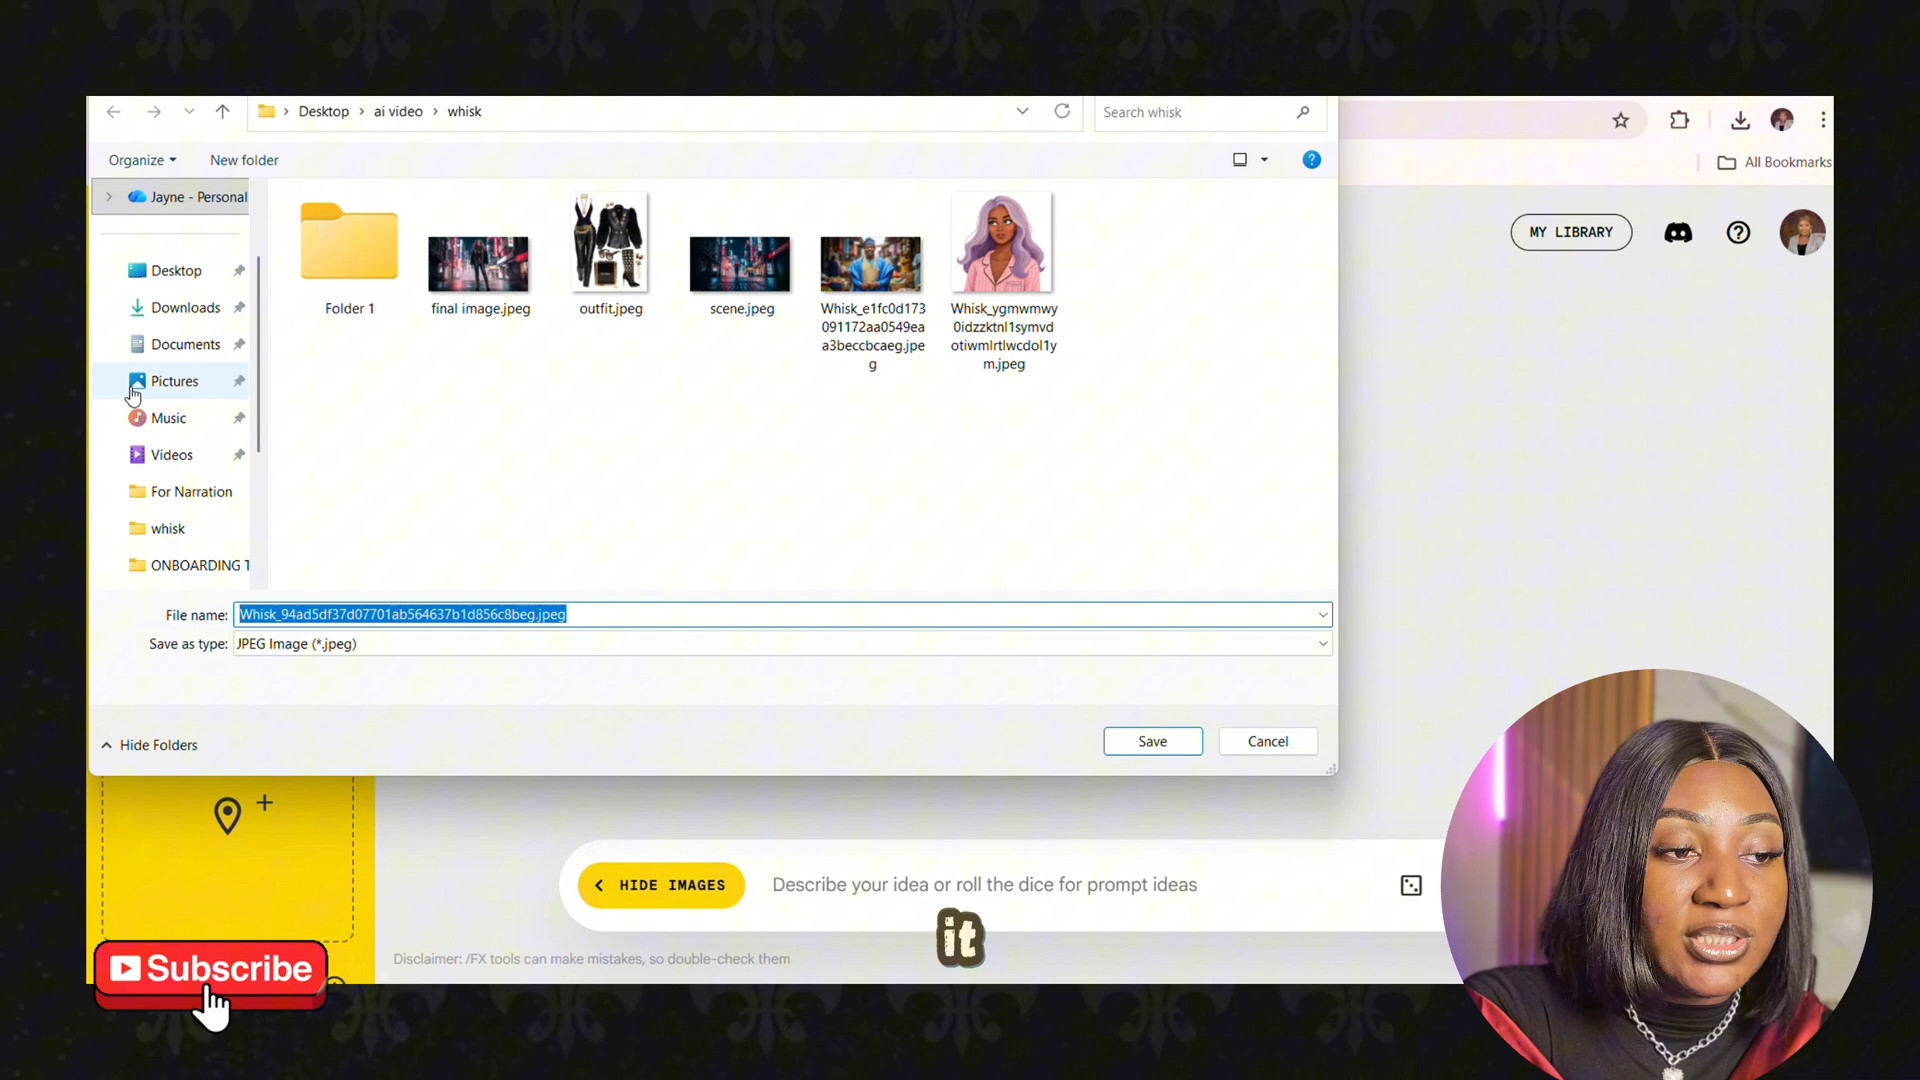 Desktop > ai video > whisk
Search whisk
Organize
New folder
All Bookmarks
Jayne - Personal
MY LIBRARY
Desktop
Downloads
Documents
Pictures
Music
Videos
For Narration
whisk
ONBOARDING T
Folder 1
final image.jpeg
outfit.jpeg
scene.jpeg
Whisk_e1fc0d173
091172aa0549ea
a3beccbcaeg.jpe
g
Whisk_ygmwmwy
0idzzktnl1symvd
otiwmlrtlwcdol1y
m.jpeg
File name: Whisk_94ad5df37d07701ab564637b1d856c8beg.jpeg
Save as type: JPEG Image (*.jpeg)
Hide Folders
Save
Cancel
HIDE IMAGES
Describe your idea or roll the dice for prompt ideas
it
Disclaimer: /FX tools can make mistakes, so double-check them
Subscribe